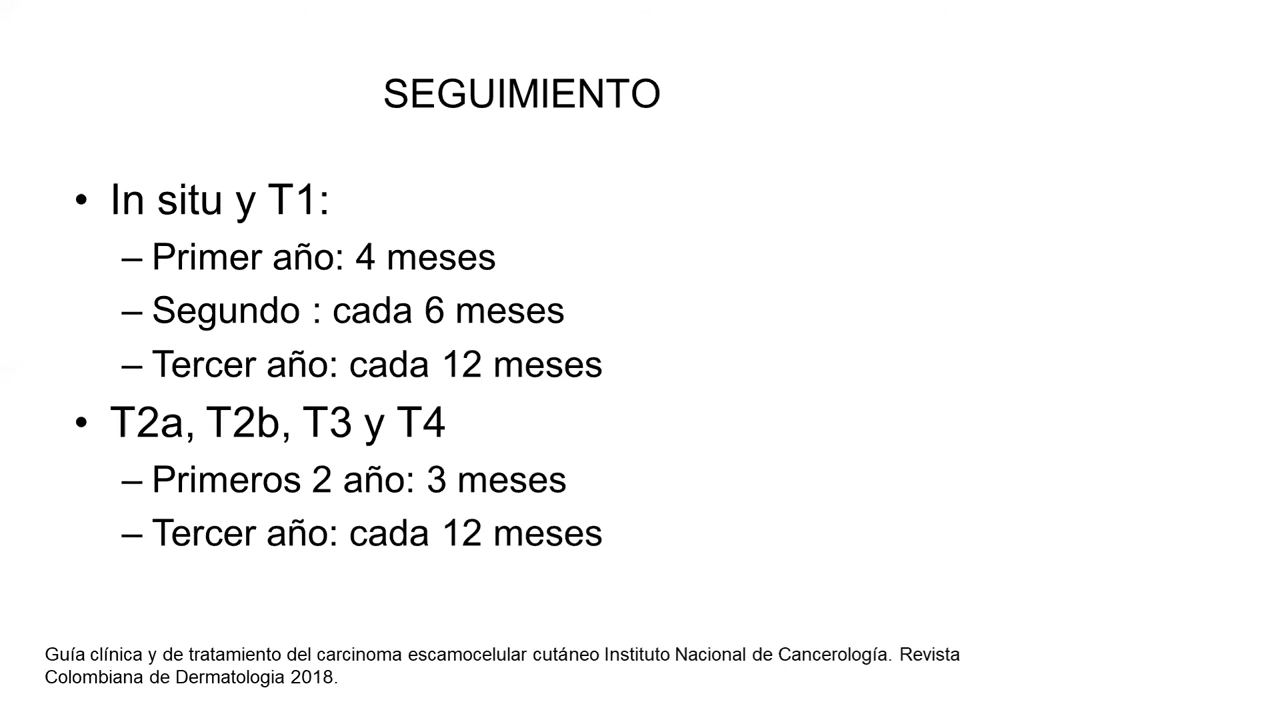 SEGUIMIENTO
• In situ y T1:
– Primer año: 4 meses
– Segundo : cada 6 meses
– Tercer año: cada 12 meses
• T2a, T2b, T3 y T4
– Primeros 2 año: 3 meses
– Tercer año: cada 12 meses
Guía clínica y de tratamiento del carcinoma escamocelular cutáneo Instituto Nacional de Cancerología. Revista
Colombiana de Dermatologia 2018.